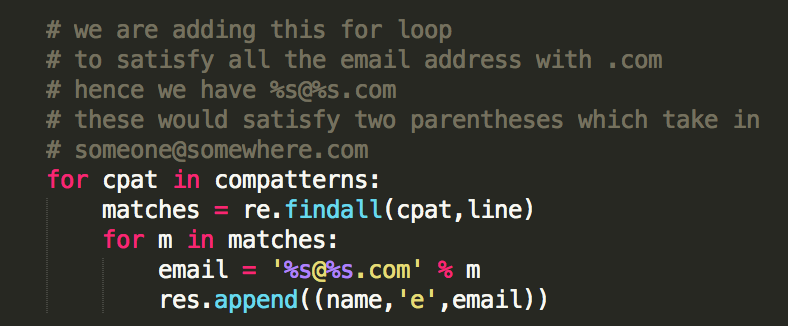 # we are adding this for loop
# to satisfy all the email address with .com
# hence we have %s@%s.com
# these would satisfy two parentheses which take in
# someone@somewhere.com
for cpat in compatterns:
    matches = re.findall(cpat,line)
    for m in matches:
        email = '%s@%s.com' % m
        res.append((name,'e',email))